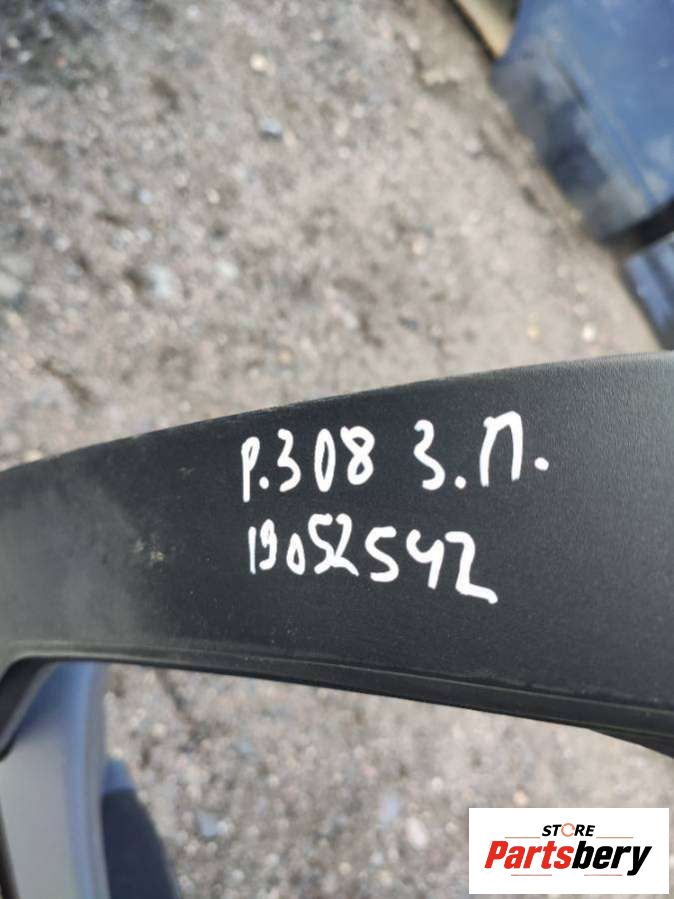 P.308 З.П.
19052542
STORE
Partsbery